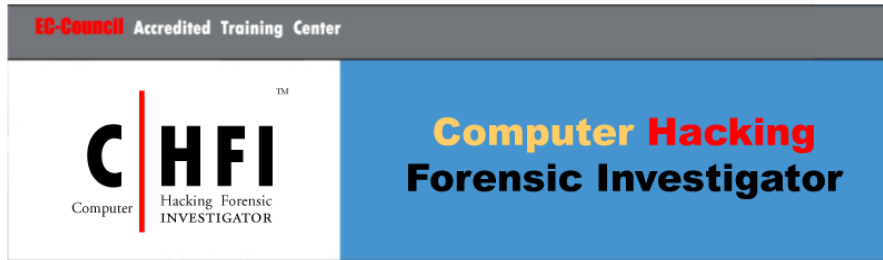 EC-Council Accredited Training Center
TM
C HFI
Computer
Hacking Forensic
INVESTIGATOR
Computer Hacking
Forensic Investigator